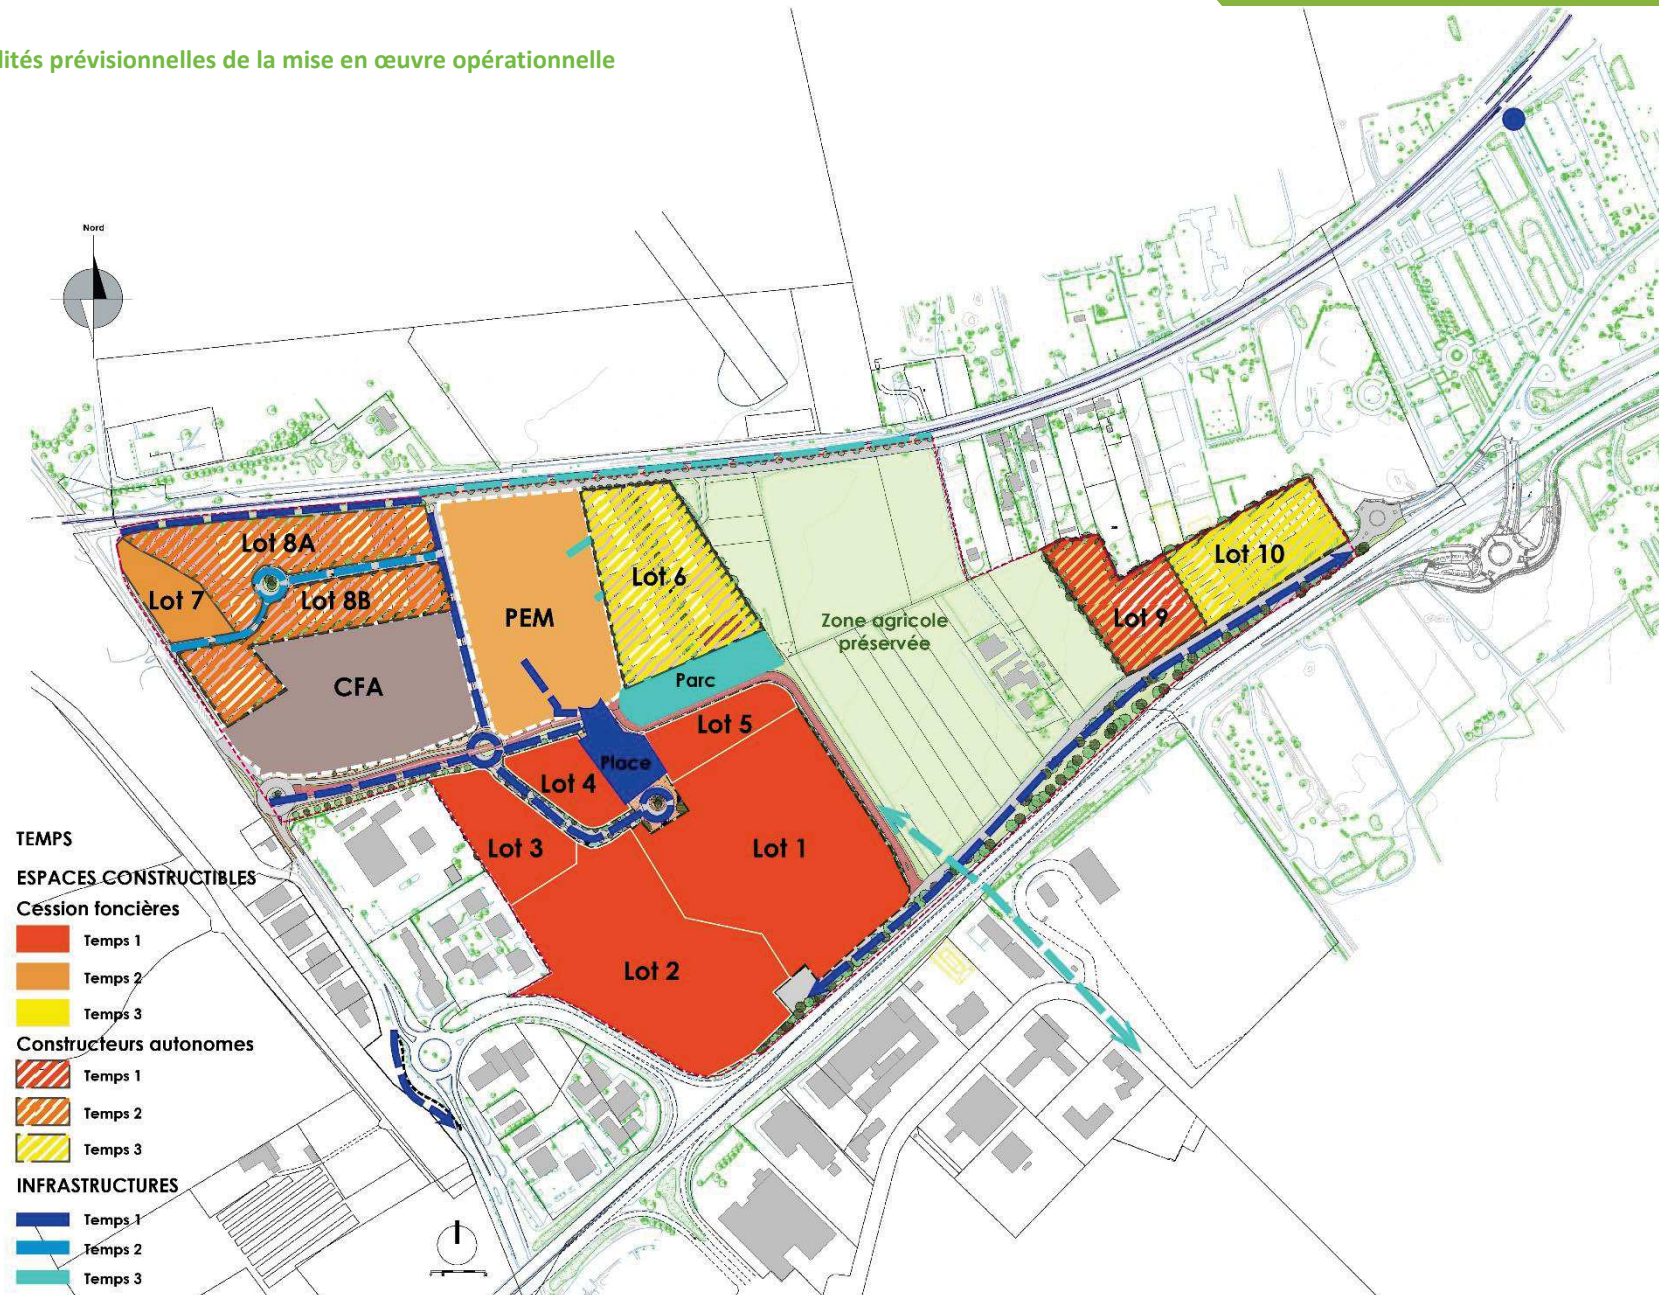 lités prévisionnelles de la mise en œuvre opérationnelle
Nord
Lot 8A
Lot 7
Lot 8B
PEM
Lot 6
Lot 10
Lot 9
Zone agricole
préservée
CFA
Parc
Lot 5
Place
Lot 4
Lot 3
Lot 1
Lot 2
TEMPS
ESPACES CONSTRUCTIBLES
Cession foncières
Temps 1
Temps 2
Temps 3
Constructeurs autonomes
Temps 1
Temps 2
Temps 3
INFRASTRUCTURES
Temps 1
Temps 2
Temps 3